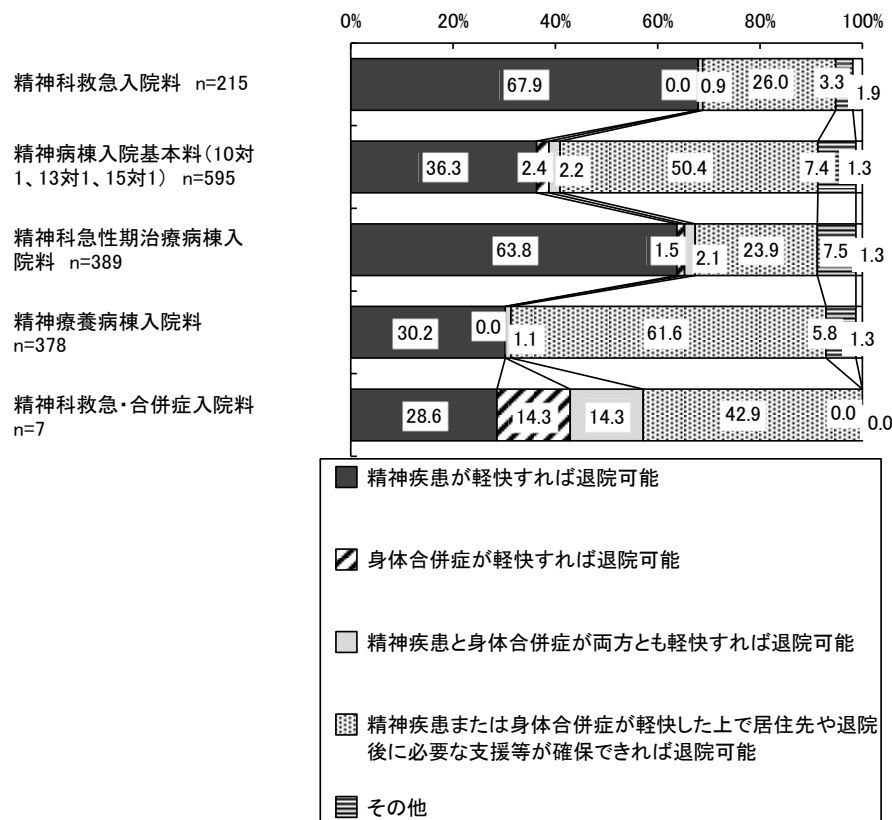 0% 20% 40% 60% 80% 100%
精神科救急入院料 n=215
67.9 0.0 0.9 26.0 3.3 1.9
精神病棟入院基本料(10対
1、13対1、15対1) n=595
36.3 2.4 2.2 50.4 7.4 1.3
精神科急性期治療病棟入
院料 n=389
63.8 1.5 2.1 23.9 7.5 1.3
精神療養病棟入院料
n=378
30.2 0.0 1.1 61.6 5.8 1.3
精神科救急・合併症入院料
n=7
28.6 14.3 14.3 42.9 0.0 0.0
精神疾患が軽快すれば退院可能
身体合併症が軽快すれば退院可能
精神疾患と身体合併症が両方とも軽快すれば退院可能
精神疾患または身体合併症が軽快した上で居住先や退院
後に必要な支援等が確保できれば退院可能
その他